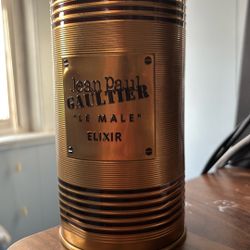 Jean Paul
GAULTIER
"LE MALE"
ELIXIR